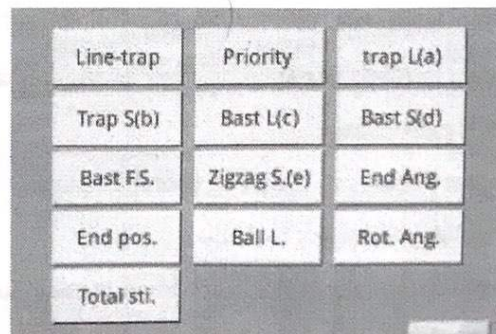 Line-trap Priority trap L(a)
Trap S(b) Bast L(c) Bast S(d)
Bast F.S. Zigzag S.(e) End Ang.
End pos. Ball L. Rot. Ang.
Total sti.